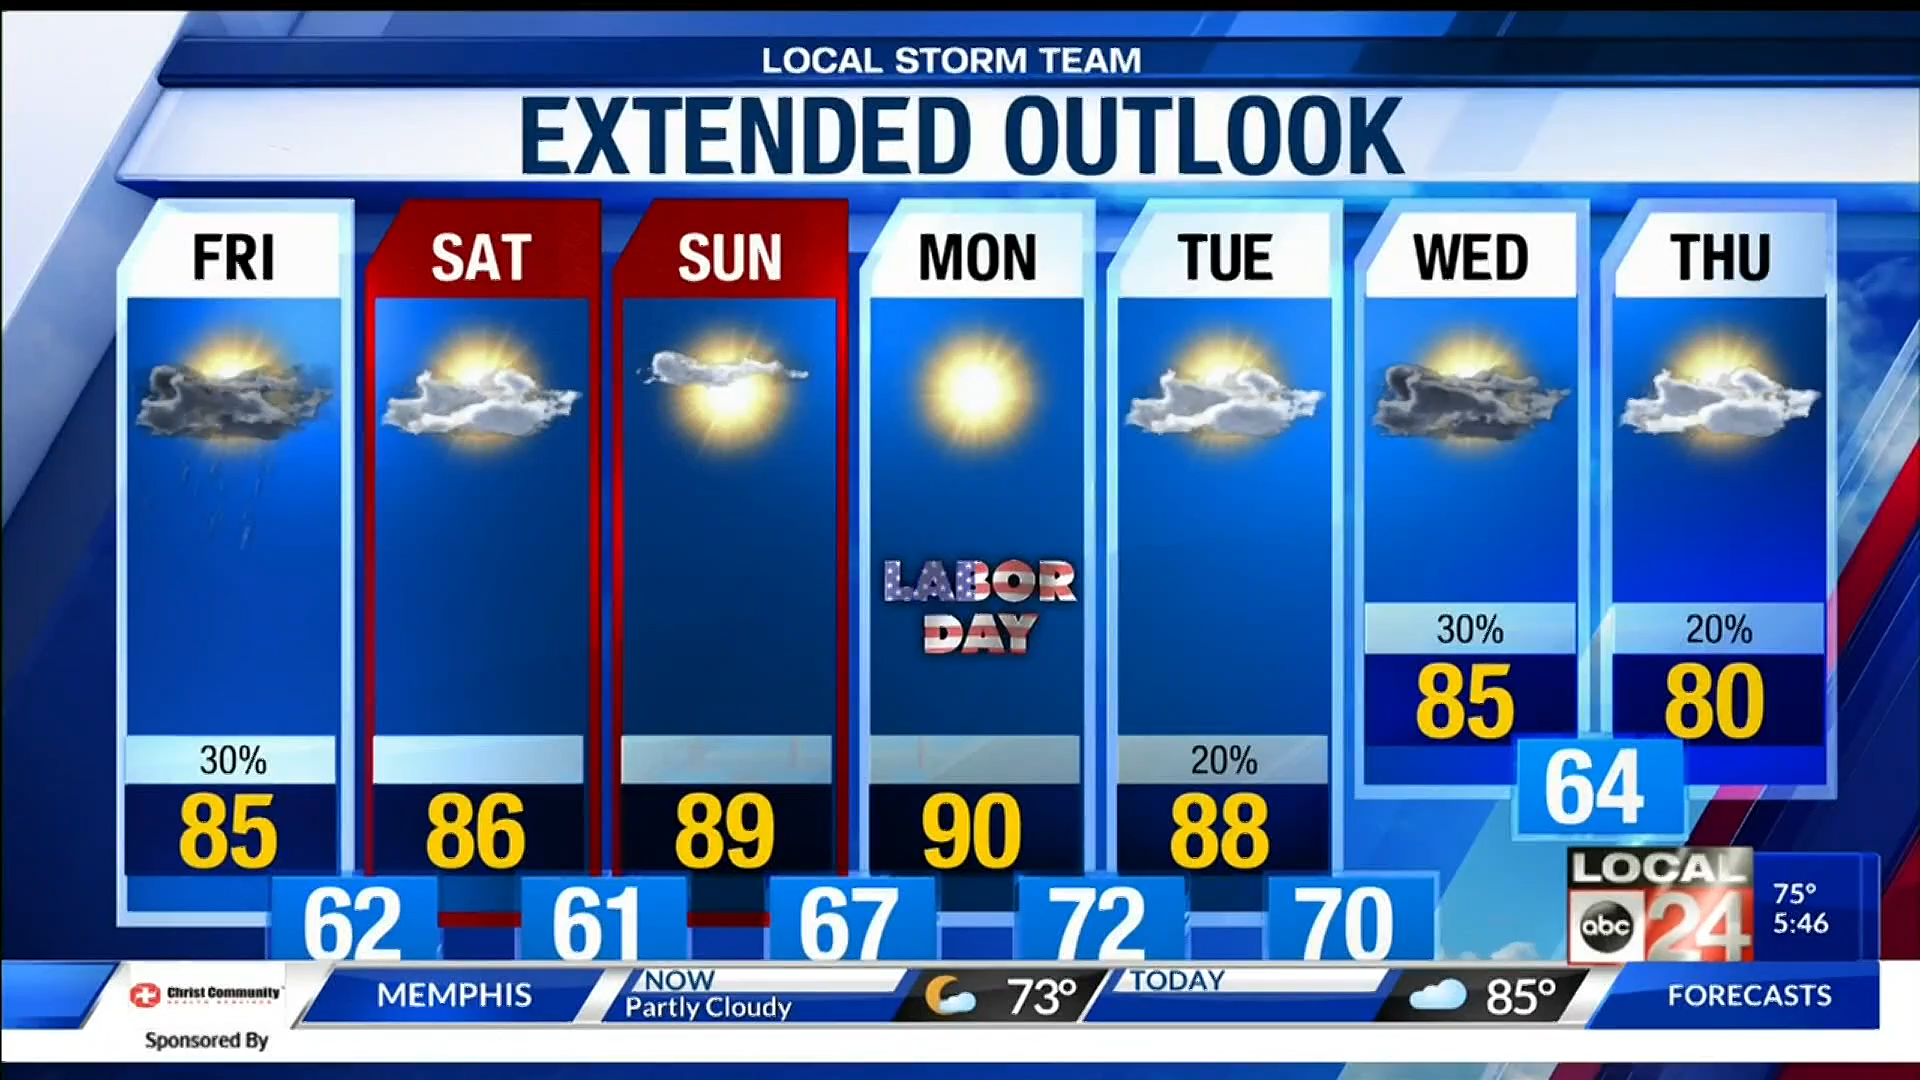 LOCAL STORM TEAM
EXTENDED OUTLOOK
FRI SAT SUN MON TUE WED THU
LABOR
DAY
30% 20%
85 80
30% 20%
64
85 86 89 90 88
LOCAL
abc 24
75°
5:46
62 61 67 72 70
Christ Community
HEALTH SERVICES
Sponsored By
MEMPHIS
NOW
Partly Cloudy
73°
TODAY
85°
FORECASTS